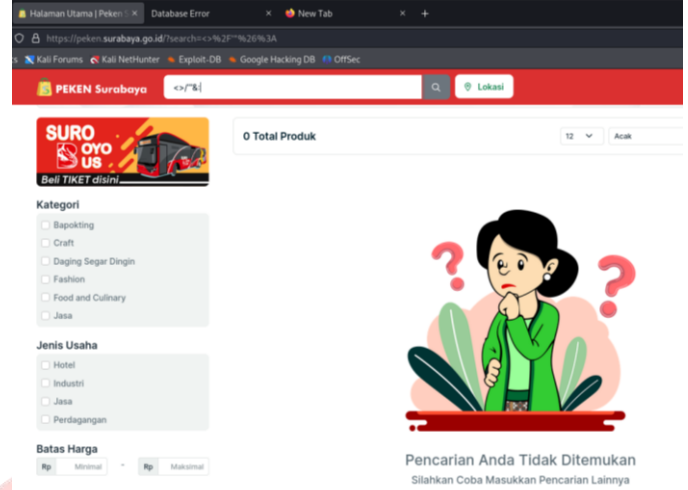 Halaman Utama | Peken S ×
Database Error ×
New Tab ×
+
https://peken.surabaya.go.id/?search=<>%2F""%26%3A
Kali Forums Kali NetHunter Exploit-DB Google Hacking DB OffSec
PEKEN Surabaya
<>/""&:
Lokasi
SURO
BOYO
BUS
Beli TIKET disini
0 Total Produk
12
Acak
Kategori
Bapokting
Craft
Daging Segar Dingin
Fashion
Food and Culinary
Jasa
Jenis Usaha
Hotel
Industri
Jasa
Perdagangan
Batas Harga
Rp Minimal - Rp Maksimal
Pencarian Anda Tidak Ditemukan
Silahkan Coba Masukkan Pencarian Lainnya